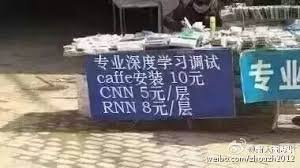 专业深度学习调试
caffe安装 10元
CNN 5元/层
RNN 8元/层
专业
weibo.com/zhouzh2012